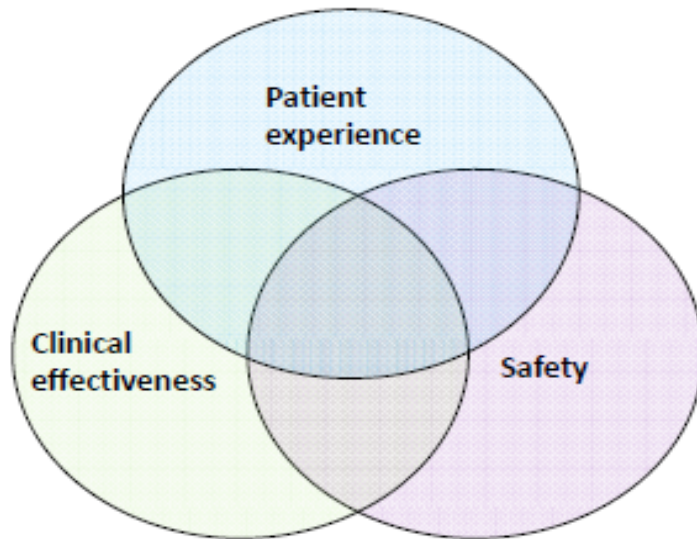 Patient
experience
Clinical
effectiveness
Safety